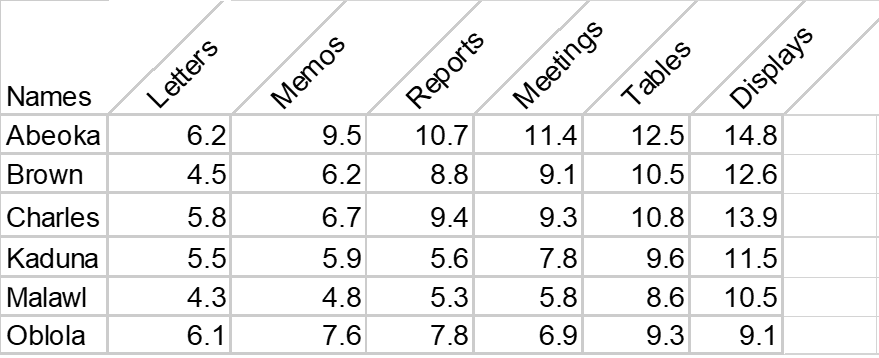 Names Letters Memos Reports Meetings Tables Displays
Abeoka 6.2 9.5 10.7 11.4 12.5 14.8
Brown 4.5 6.2 8.8 9.1 10.5 12.6
Charles 5.8 6.7 9.4 9.3 10.8 13.9
Kaduna 5.5 5.9 5.6 7.8 9.6 11.5
Malawl 4.3 4.8 5.3 5.8 8.6 10.5
Oblola 6.1 7.6 7.8 6.9 9.3 9.1